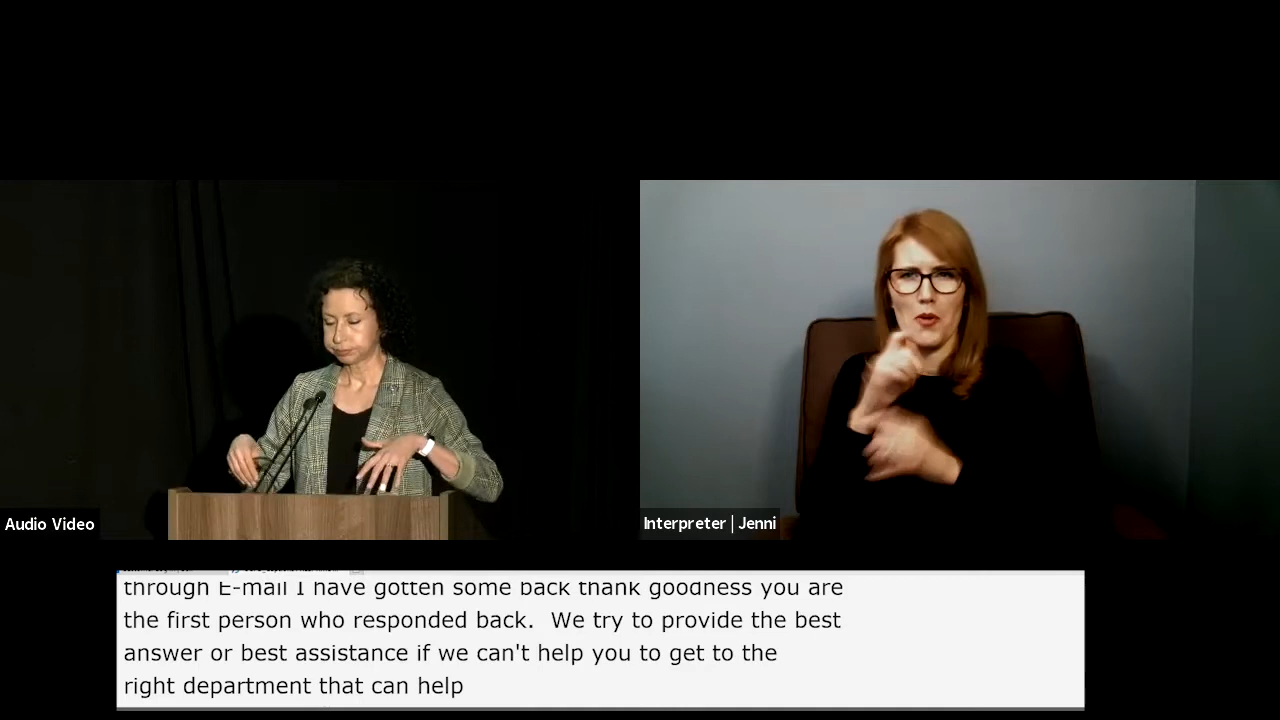 Audio Video
Interpreter | Jenni
through E-mail I have gotten some back thank goodness you are
the first person who responded back.  We try to provide the best
answer or best assistance if we can't help you to get to the
right department that can help